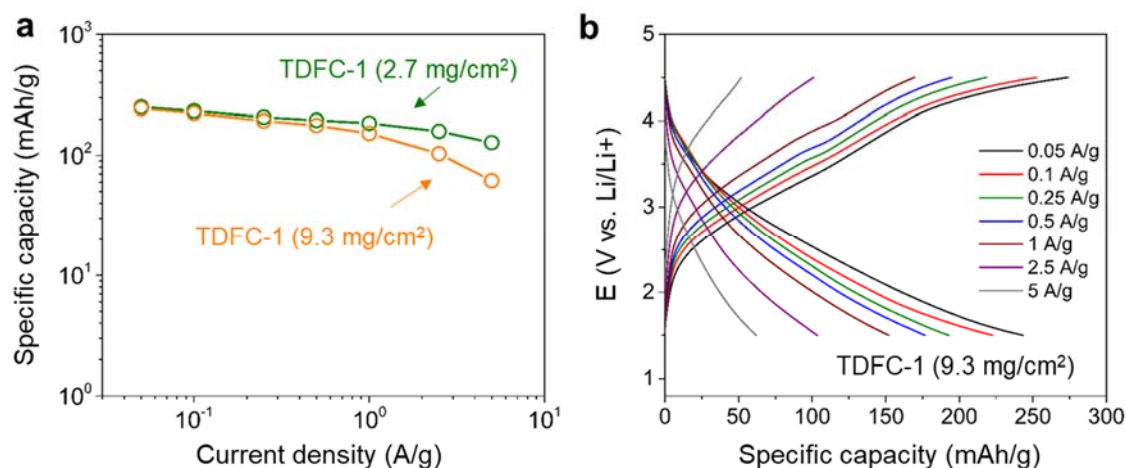 a
10³
10²
10¹
10⁰
Specific capacity (mAh/g)
TDFC-1 (2.7 mg/cm²)
TDFC-1 (9.3 mg/cm²)
10⁻¹ 10⁰ 10¹
Current density (A/g)
b
4
3
2
1
E (V vs. Li/Li+)
0.05 A/g
0.1 A/g
0.25 A/g
0.5 A/g
1 A/g
2.5 A/g
5 A/g
TDFC-1 (9.3 mg/cm²)
0 50 100 150 200 250 300
Specific capacity (mAh/g)